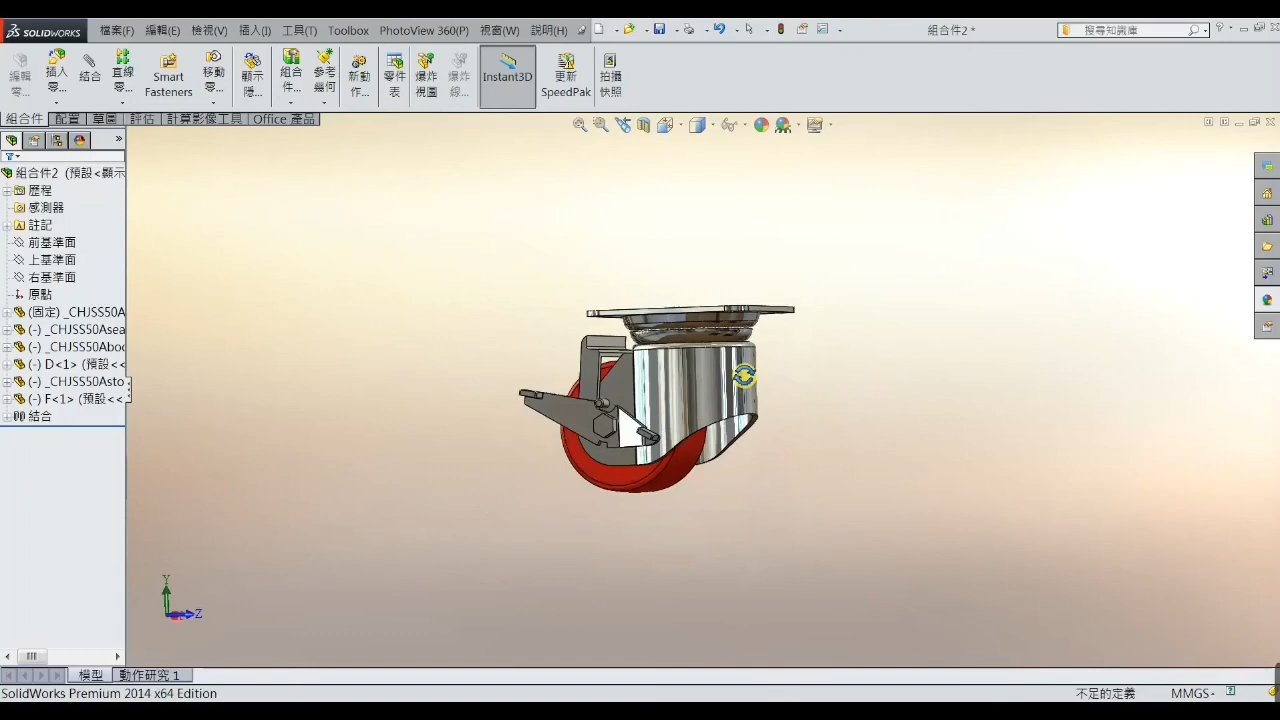 SOLIDWORKS 檔案(F) 編輯(E) 檢視(V) 插入(I) 工具(T) Toolbox PhotoView 360(P) 視窗(W) 說明(H) 組合件2 * 搜尋知識庫
編輯零... 插入零... 結合 直線零... Smart Fasteners 移動零... 顯示隱... 組合件... 參考幾何 新動作... 零件表 爆炸視圖 爆炸線... Instant3D 更新 SpeedPak 拍攝快照
組合件 配置 草圖 評估 計算影像工具 Office 產品
組合件2 (預設<顯示
歷程
感測器
註記
前基準面
上基準面
右基準面
原點
(固定) _CHJSS50A
(-) _CHJSS50Asea
(-) _CHJSS50Aboc
(-) D<1> (預設<<
(-) _CHJSS50Asto
(-) F<1> (預設<<
結合
Y
Z
模型 動作研究 1
SolidWorks Premium 2014 x64 Edition 不足的定義 MMGS